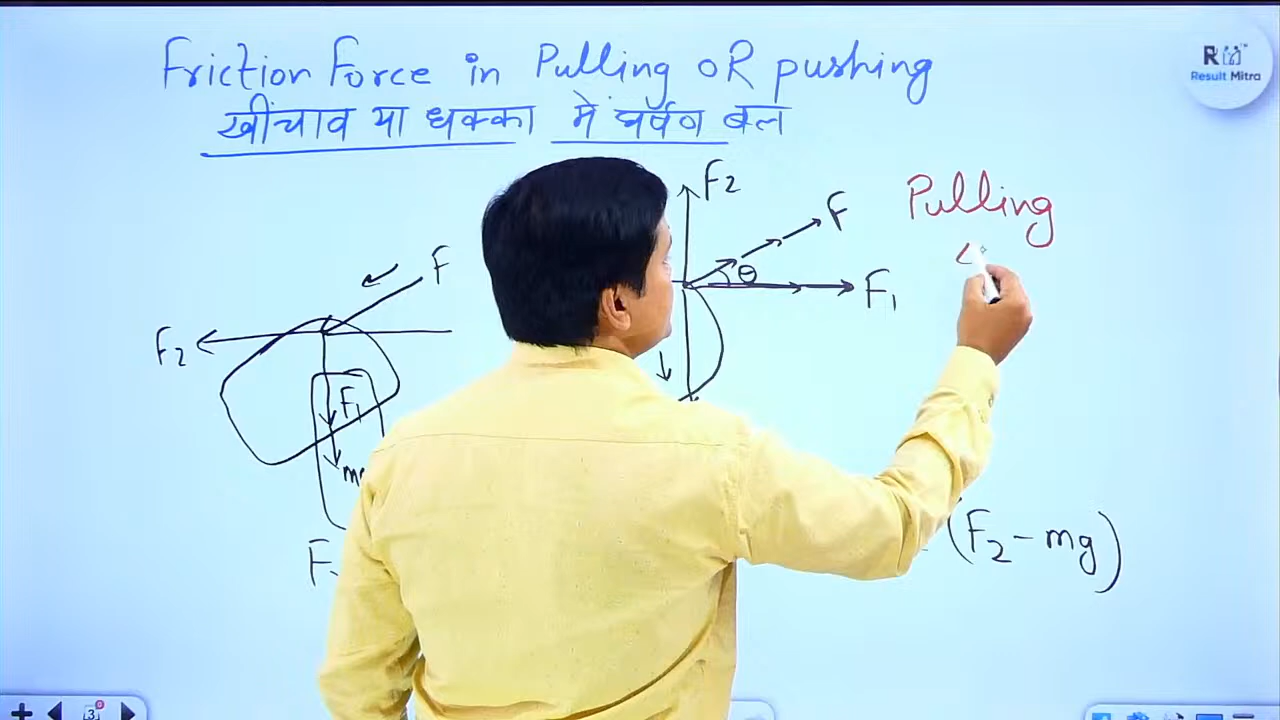 Friction Force in Pulling OR pushing
खींचाव या धक्का में घर्षण बल
R
Result Mitra
F2
F
θ
F1
Pulling
F
F2
F1
(F2 - mg)
3